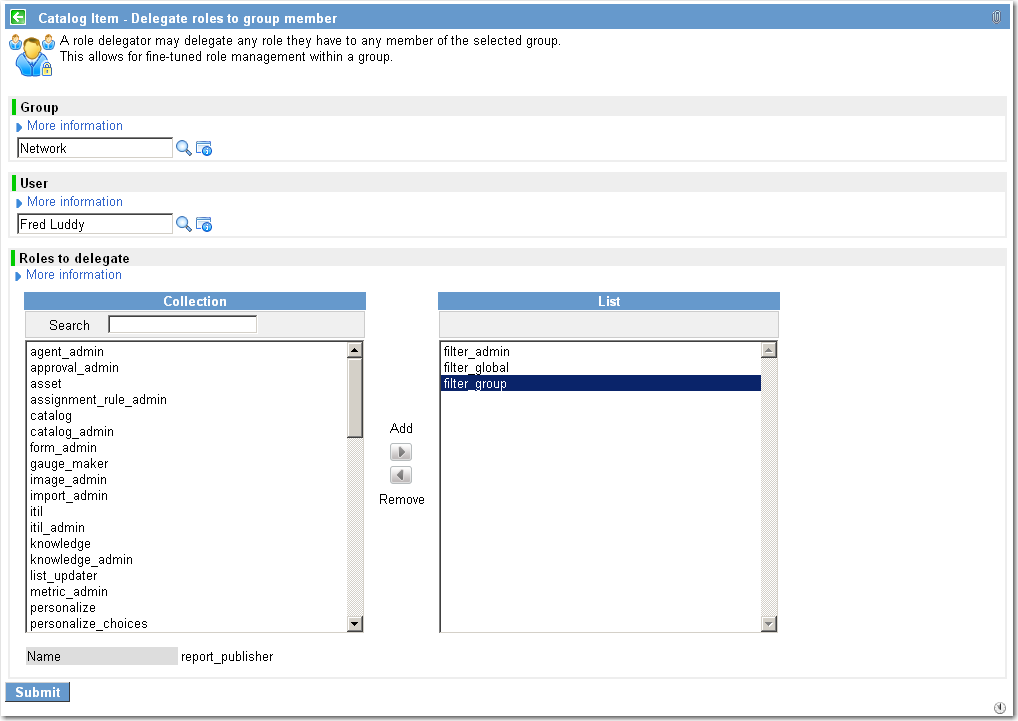 Catalog Item - Delegate roles to group member
A role delegator may delegate any role they have to any member of the selected group.
This allows for fine-tuned role management within a group.
Group
More information
Network
User
More information
Fred Luddy
Roles to delegate
More information
Collection
Search
agent_admin
approval_admin
asset
assignment_rule_admin
catalog
catalog_admin
form_admin
gauge_maker
image_admin
import_admin
itil
itil_admin
knowledge
knowledge_admin
list_updater
metric_admin
personalize
personalize_choices
Add
Remove
List
filter_admin
filter_global
filter_group
Name report_publisher
Submit